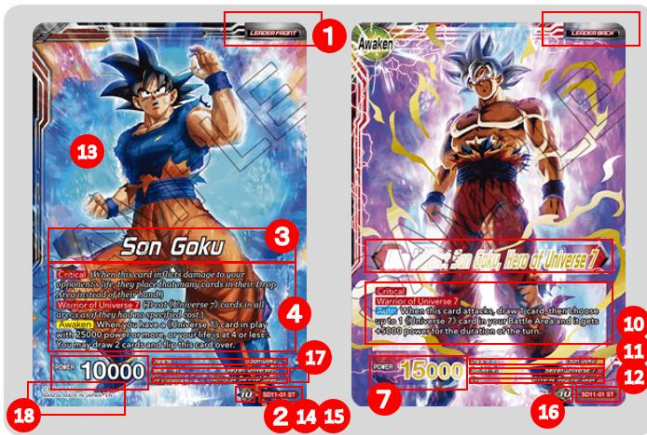 LEADER FRONT
1
13
Son Goku
3
Critical (When this card inflicts damage to your
opponent's life, they place that many cards in their Drop
Area instead of their hand.)
Warrior of Universe 7 (Treat ⟨Universe 7⟩ cards in all
areas as if they had no specified cost.)
Awaken When you have a ⟨Universe 7⟩ card in play
with 25000 power or more, or your life is at 4 or less:
You may draw 2 cards and flip this card over.
4
17
POWER 10000
BANDAI MADE IN JAPAN EN
SD11-01 ST
18
2 14 15
LEADER BACK
Awaken
Son Goku, Hero of Universe 7
Critical
Warrior of Universe 7
Auto When this card attacks, draw 1 card, then choose
up to 1 ⟨Universe 7⟩ card in your Battle Area and it gets
+5000 power for the duration of the turn.
10
11
12
POWER 15000
7
16
SD11-01 ST